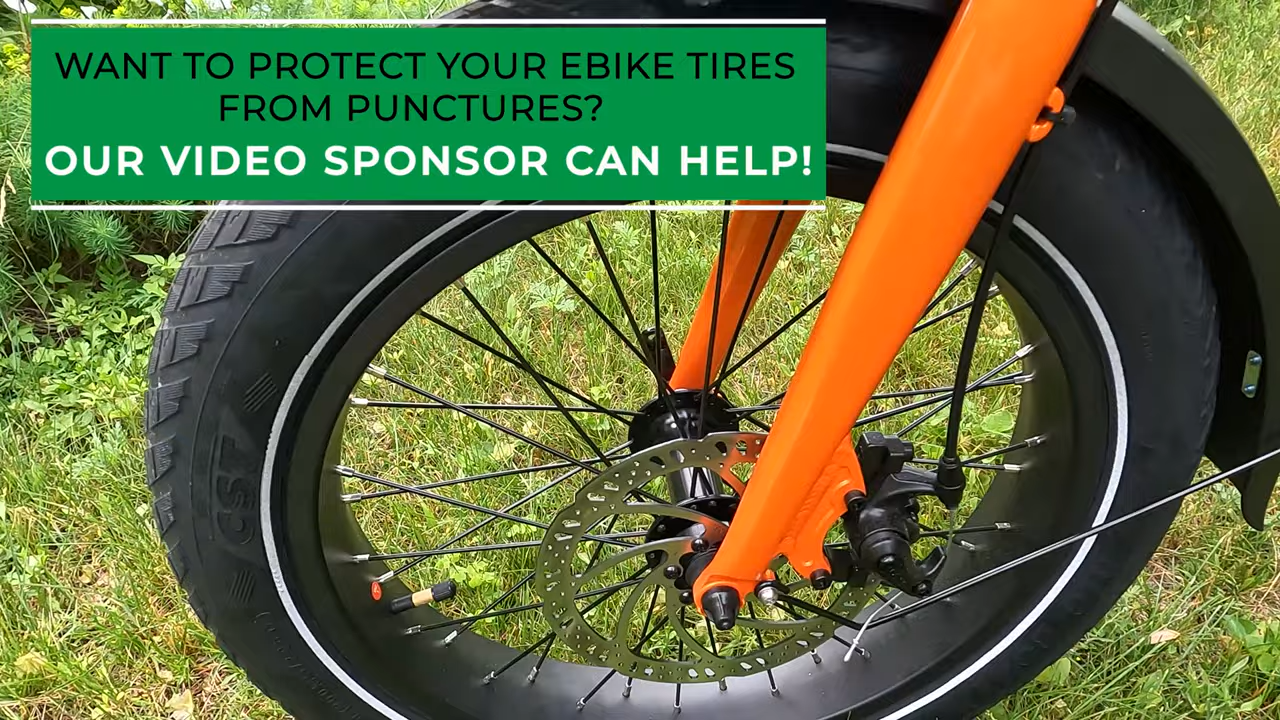 WANT TO PROTECT YOUR EBIKE TIRES
FROM PUNCTURES?
OUR VIDEO SPONSOR CAN HELP!
CST